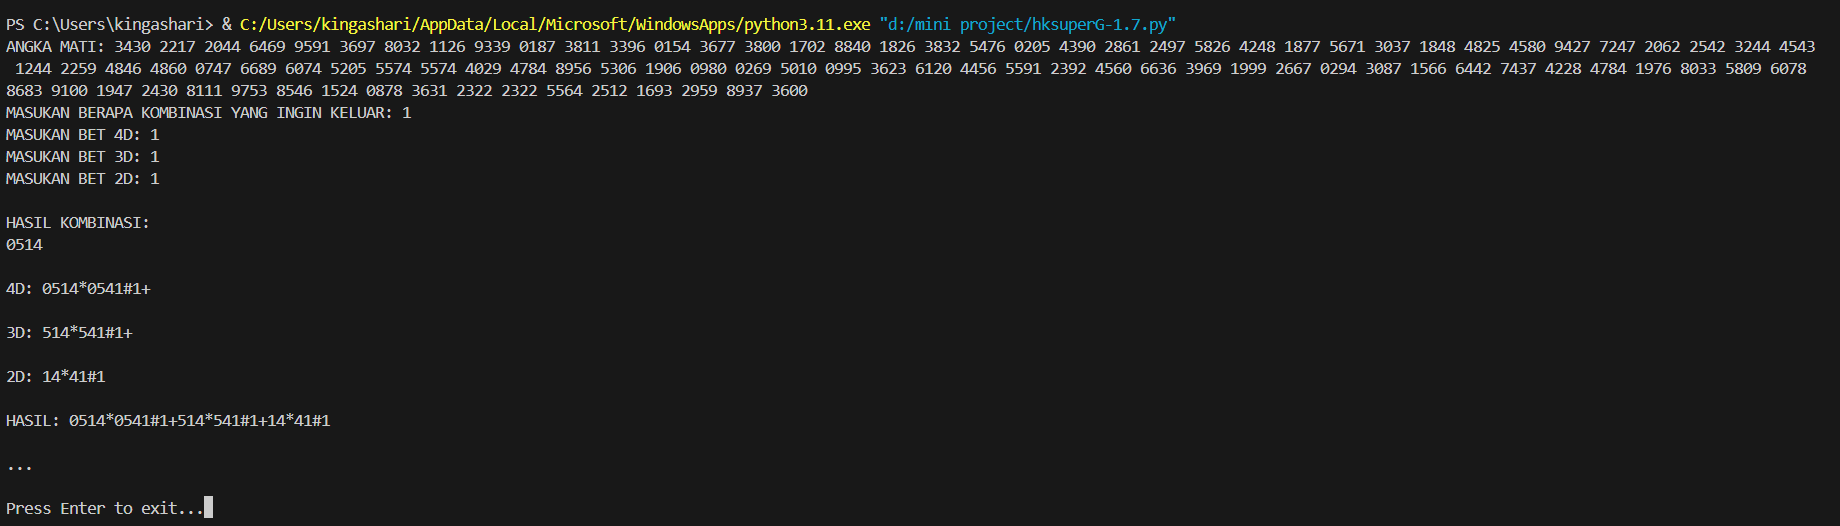 PS C:\Users\kingashari> & C:/Users/kingashari/AppData/Local/Microsoft/WindowsApps/python3.11.exe "d:/mini project/hksuperG-1.7.py"
ANGKA MATI: 3430 2217 2044 6469 9591 3697 8032 1126 9339 0187 3811 3396 0154 3677 3800 1702 8840 1826 3832 5476 0205 4390 2861 2497 5826 4248 1877 5671 3037 1848 4825 4580 9427 7247 2062 2542 3244 4543
1244 2259 4846 4860 0747 6689 6074 5205 5574 5574 4029 4784 8956 5306 1906 0980 0269 5010 0995 3623 6120 4456 5591 2392 4560 6636 3969 1999 2667 0294 3087 1566 6442 7437 4228 4784 1976 8033 5809 6078
8683 9100 1947 2430 8111 9753 8546 1524 0878 3631 2322 2322 5564 2512 1693 2959 8937 3600
MASUKAN BERAPA KOMBINASI YANG INGIN KELUAR: 1
MASUKAN BET 4D: 1
MASUKAN BET 3D: 1
MASUKAN BET 2D: 1
HASIL KOMBINASI:
0514
4D: 0514*0541#1+
3D: 514*541#1+
2D: 14*41#1
HASIL: 0514*0541#1+514*541#1+14*41#1
...
Press Enter to exit...